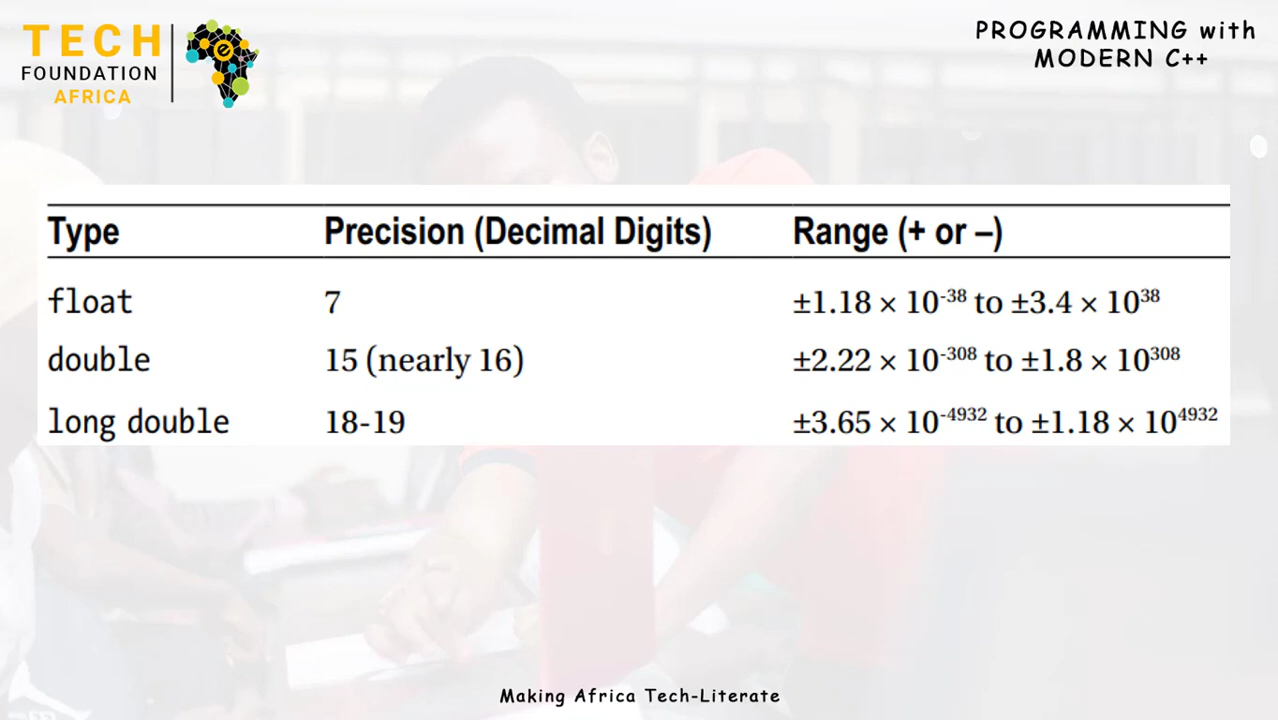 TECH
FOUNDATION
AFRICA
e
PROGRAMMING with
MODERN C++
Type Precision (Decimal Digits) Range (+ or –)
float 7 ±1.18 × 10⁻³⁸ to ±3.4 × 10³⁸
double 15 (nearly 16) ±2.22 × 10⁻³⁰⁸ to ±1.8 × 10³⁰⁸
long double 18-19 ±3.65 × 10⁻⁴⁹³² to ±1.18 × 10⁴⁹³²
Making Africa Tech-Literate